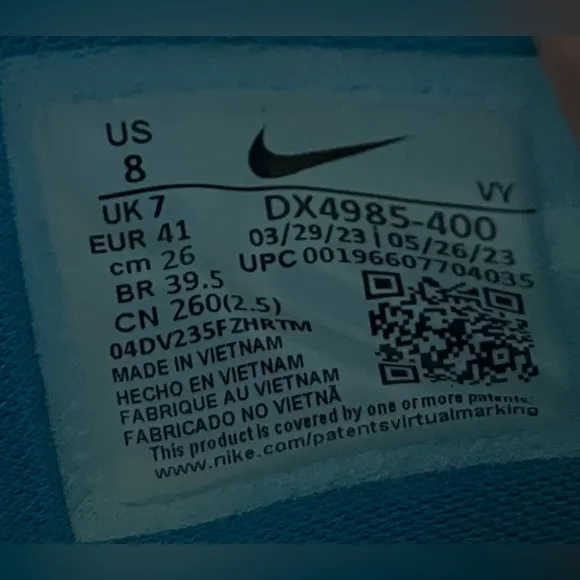 US
8
VY
UK 7
DX4985-400
EUR 41
03/29/23 | 05/26/23
cm 26
UPC 00196607704035
BR 39.5
CN 260(2.5)
04DV235FZHRTM
MADE IN VIETNAM
HECHO EN VIETNAM
FABRIQUE AU VIETNAM
FABRICADO NO VIETNÃ
This product is covered by one or more patents:
www.nike.com/patentsvirtualmarking